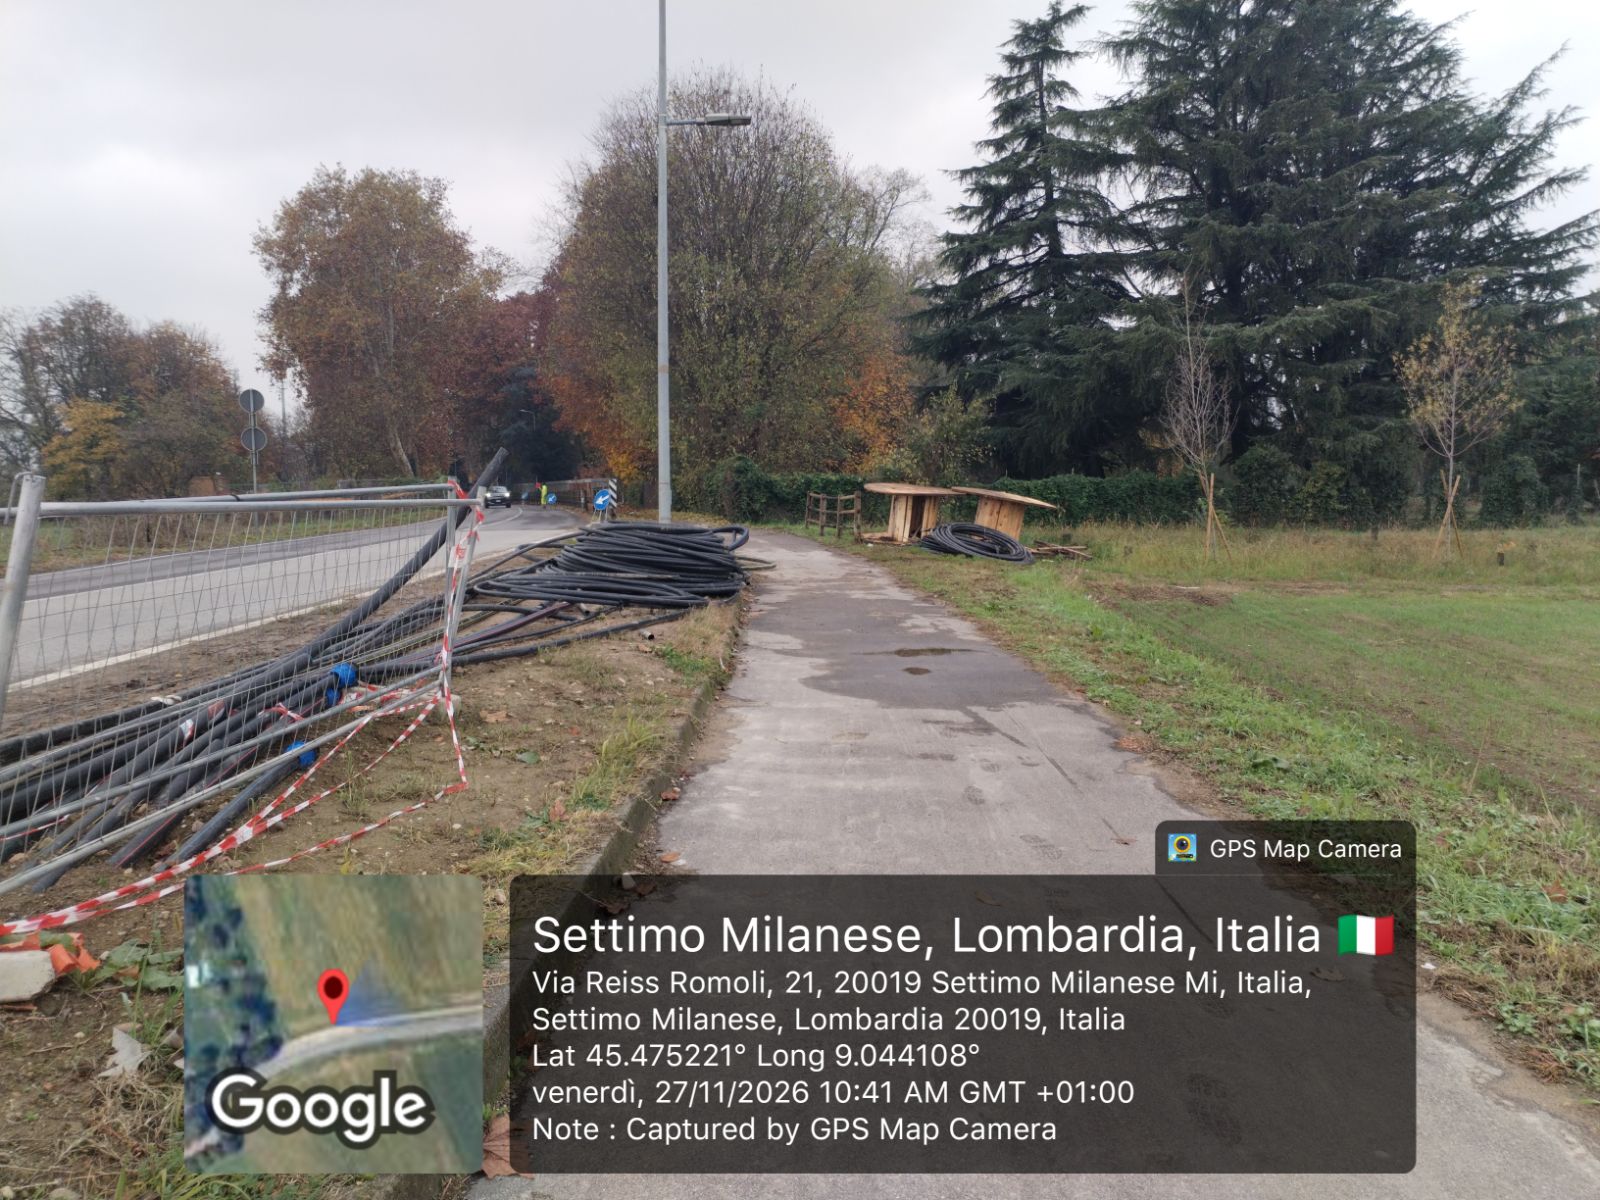 GPS Map Camera
Settimo Milanese, Lombardia, Italia
Via Reiss Romoli, 21, 20019 Settimo Milanese Mi, Italia,
Settimo Milanese, Lombardia 20019, Italia
Lat 45.475221° Long 9.044108°
venerdì, 27/11/2026 10:41 AM GMT +01:00
Note : Captured by GPS Map Camera
Google